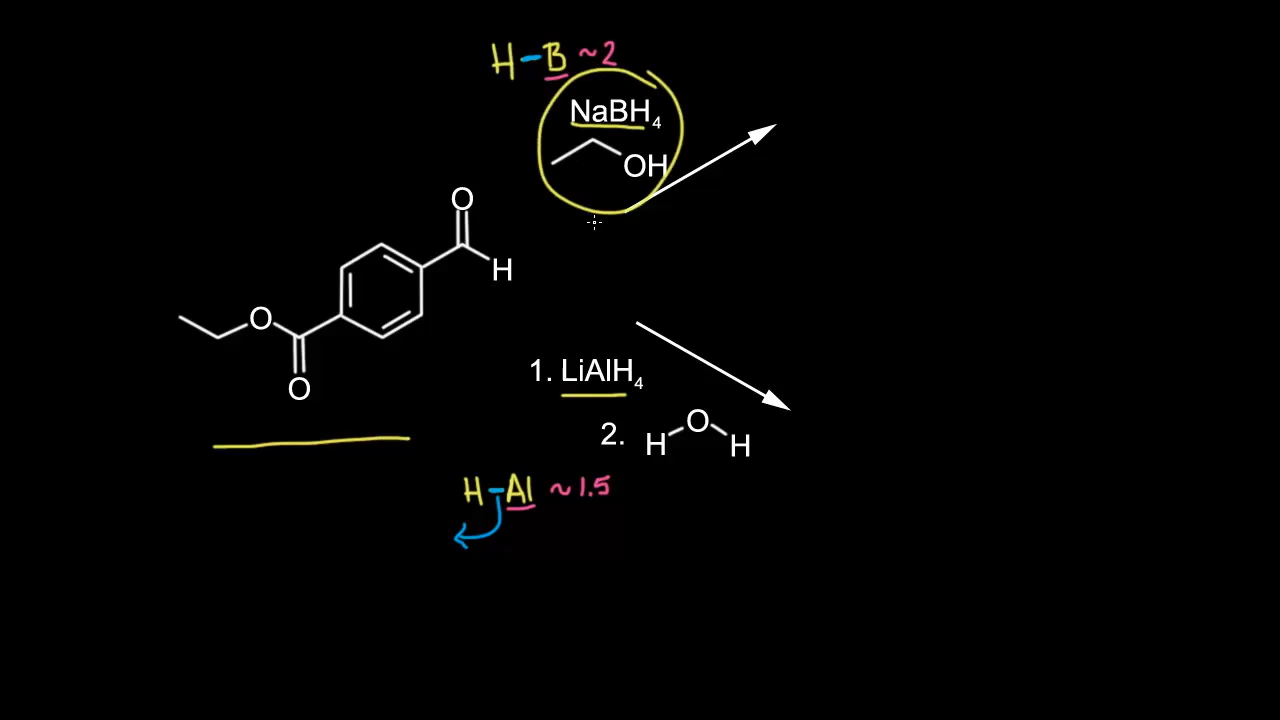 H-B ~2
NaBH₄
OH
O
H
O
O
1. LiAlH₄
2. H O H
H-Al ~1.5